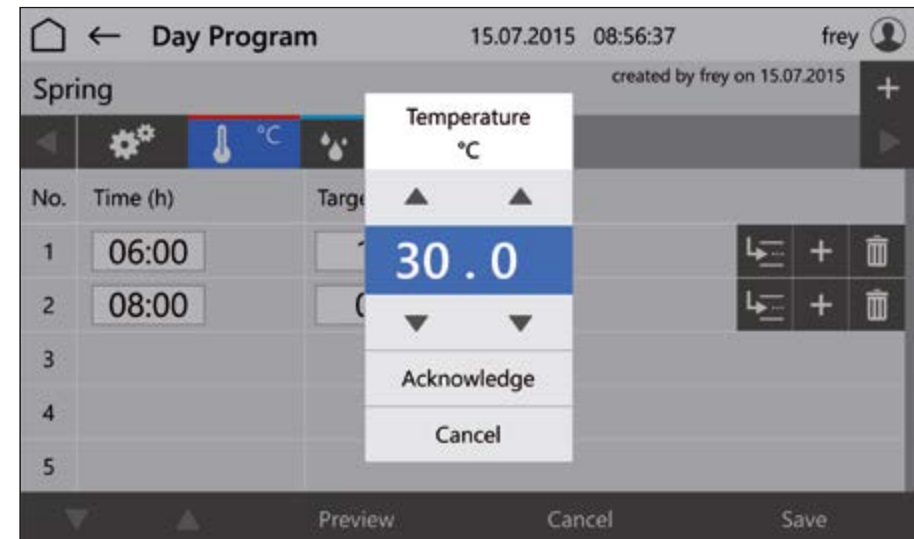 Day Program 15.07.2015 08:56:37 frey
Spring created by frey on 15.07.2015 +
°C
Temperature
°C
No. Time (h)
30 . 0
1 06:00 +
2 08:00 +
3
Acknowledge
4
Cancel
5
Preview Cancel Save